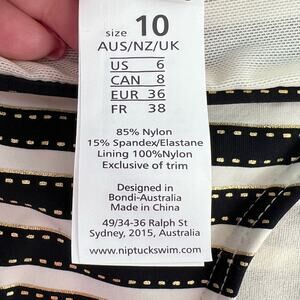 size 10
AUS/NZ/UK
US 6
CAN 8
EUR 36
FR 38
85% Nylon
15% Spandex/Elastane
Lining 100%Nylon
Exclusive of trim
Designed in
Bondi-Australia
Made in China
49/34-36 Ralph St
Sydney, 2015, Australia
www.niptuckswim.com